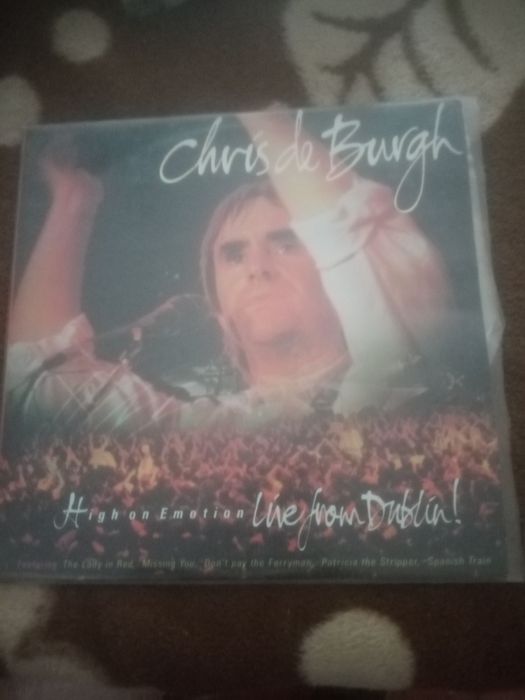 Chris de Burgh
High on Emotion Live from Dublin!
Featuring The Lady in Red, Missing You, Don't pay the Ferryman, Patricia the Stripper, Spanish Train